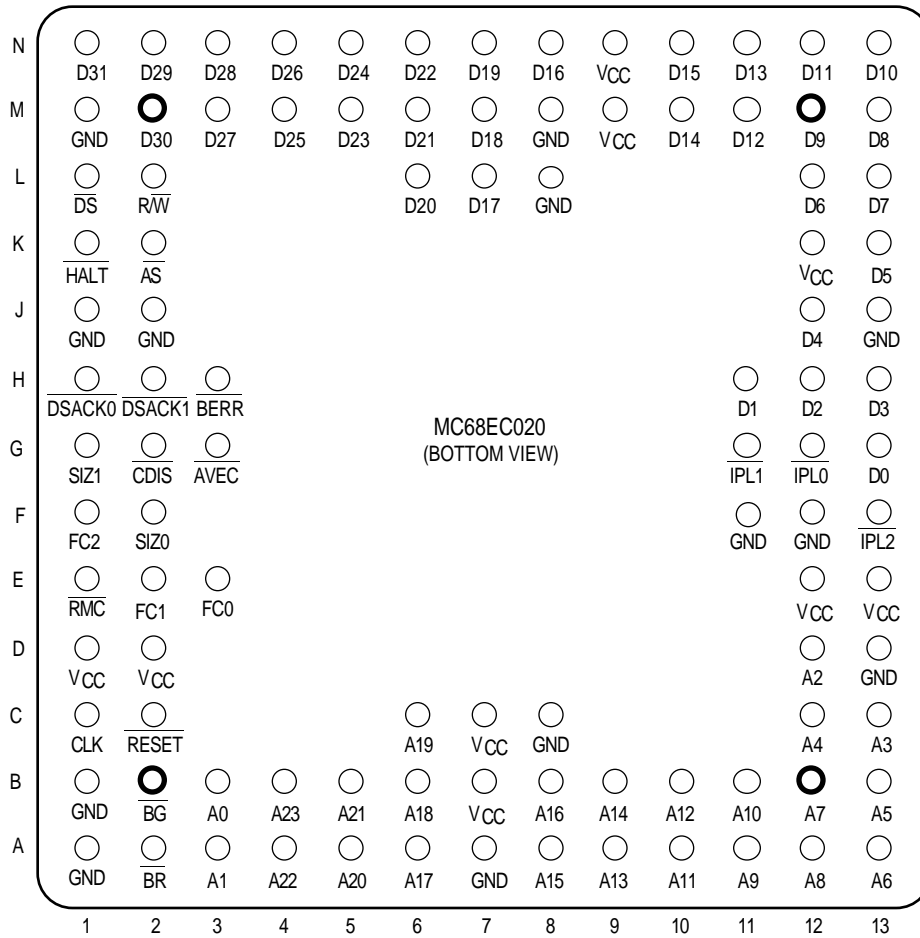 N
D31 D29 D28 D26 D24 D22 D19 D16 VCC D15 D13 D11 D10
M
GND D30 D27 D25 D23 D21 D18 GND VCC D14 D12 D9 D8
L
DS R/W D20 D17 GND D6 D7
K
HALT AS VCC D5
J
GND GND D4 GND
H
DSACK0 DSACK1 BERR D1 D2 D3
MC68EC020
(BOTTOM VIEW)
G
SIZ1 CDIS AVEC IPL1 IPL0 D0
F
FC2 SIZ0 GND GND IPL2
E
RMC FC1 FC0 VCC VCC
D
VCC VCC A2 GND
C
CLK RESET A19 VCC GND A4 A3
B
GND BG A0 A23 A21 A18 VCC A16 A14 A12 A10 A7 A5
A
GND BR A1 A22 A20 A17 GND A15 A13 A11 A9 A8 A6
1 2 3 4 5 6 7 8 9 10 11 12 13